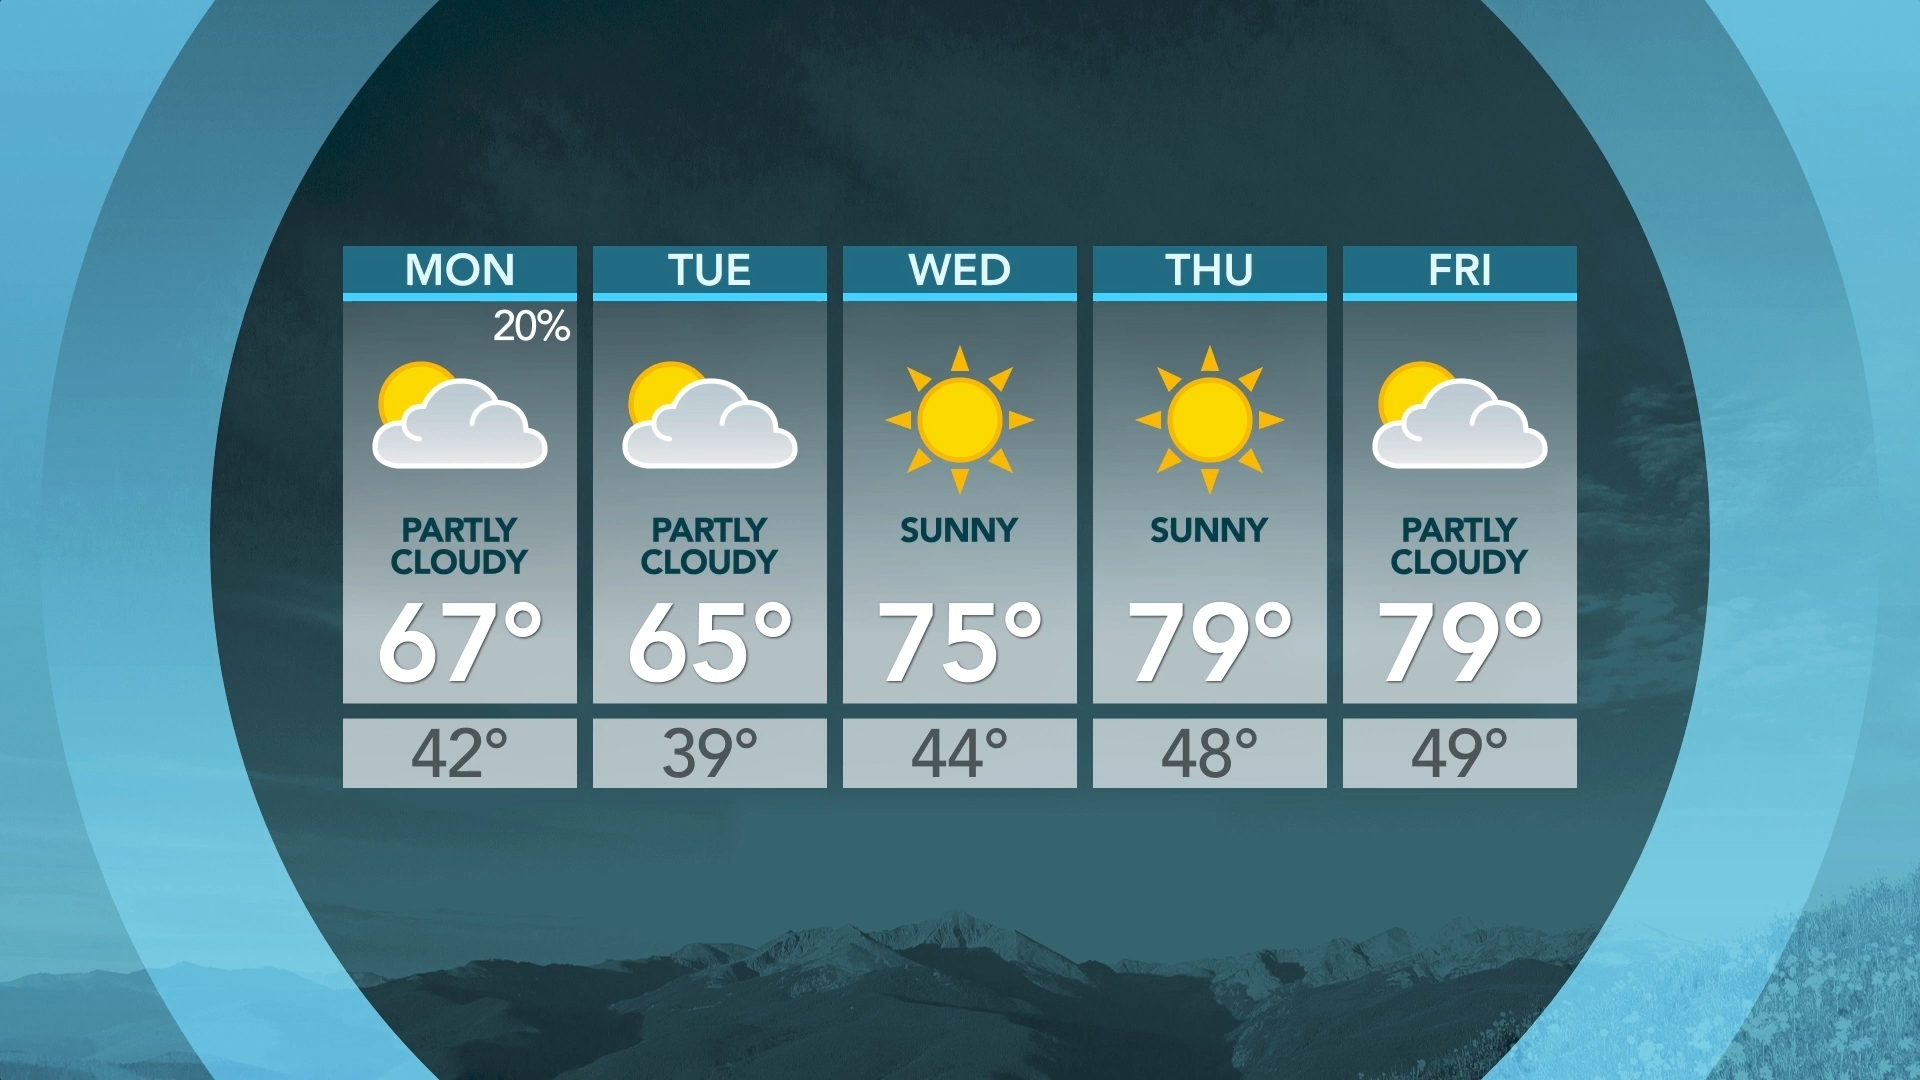 MON
20%
PARTLY
CLOUDY
67°
42°
TUE
PARTLY
CLOUDY
65°
39°
WED
SUNNY
75°
44°
THU
SUNNY
79°
48°
FRI
PARTLY
CLOUDY
79°
49°